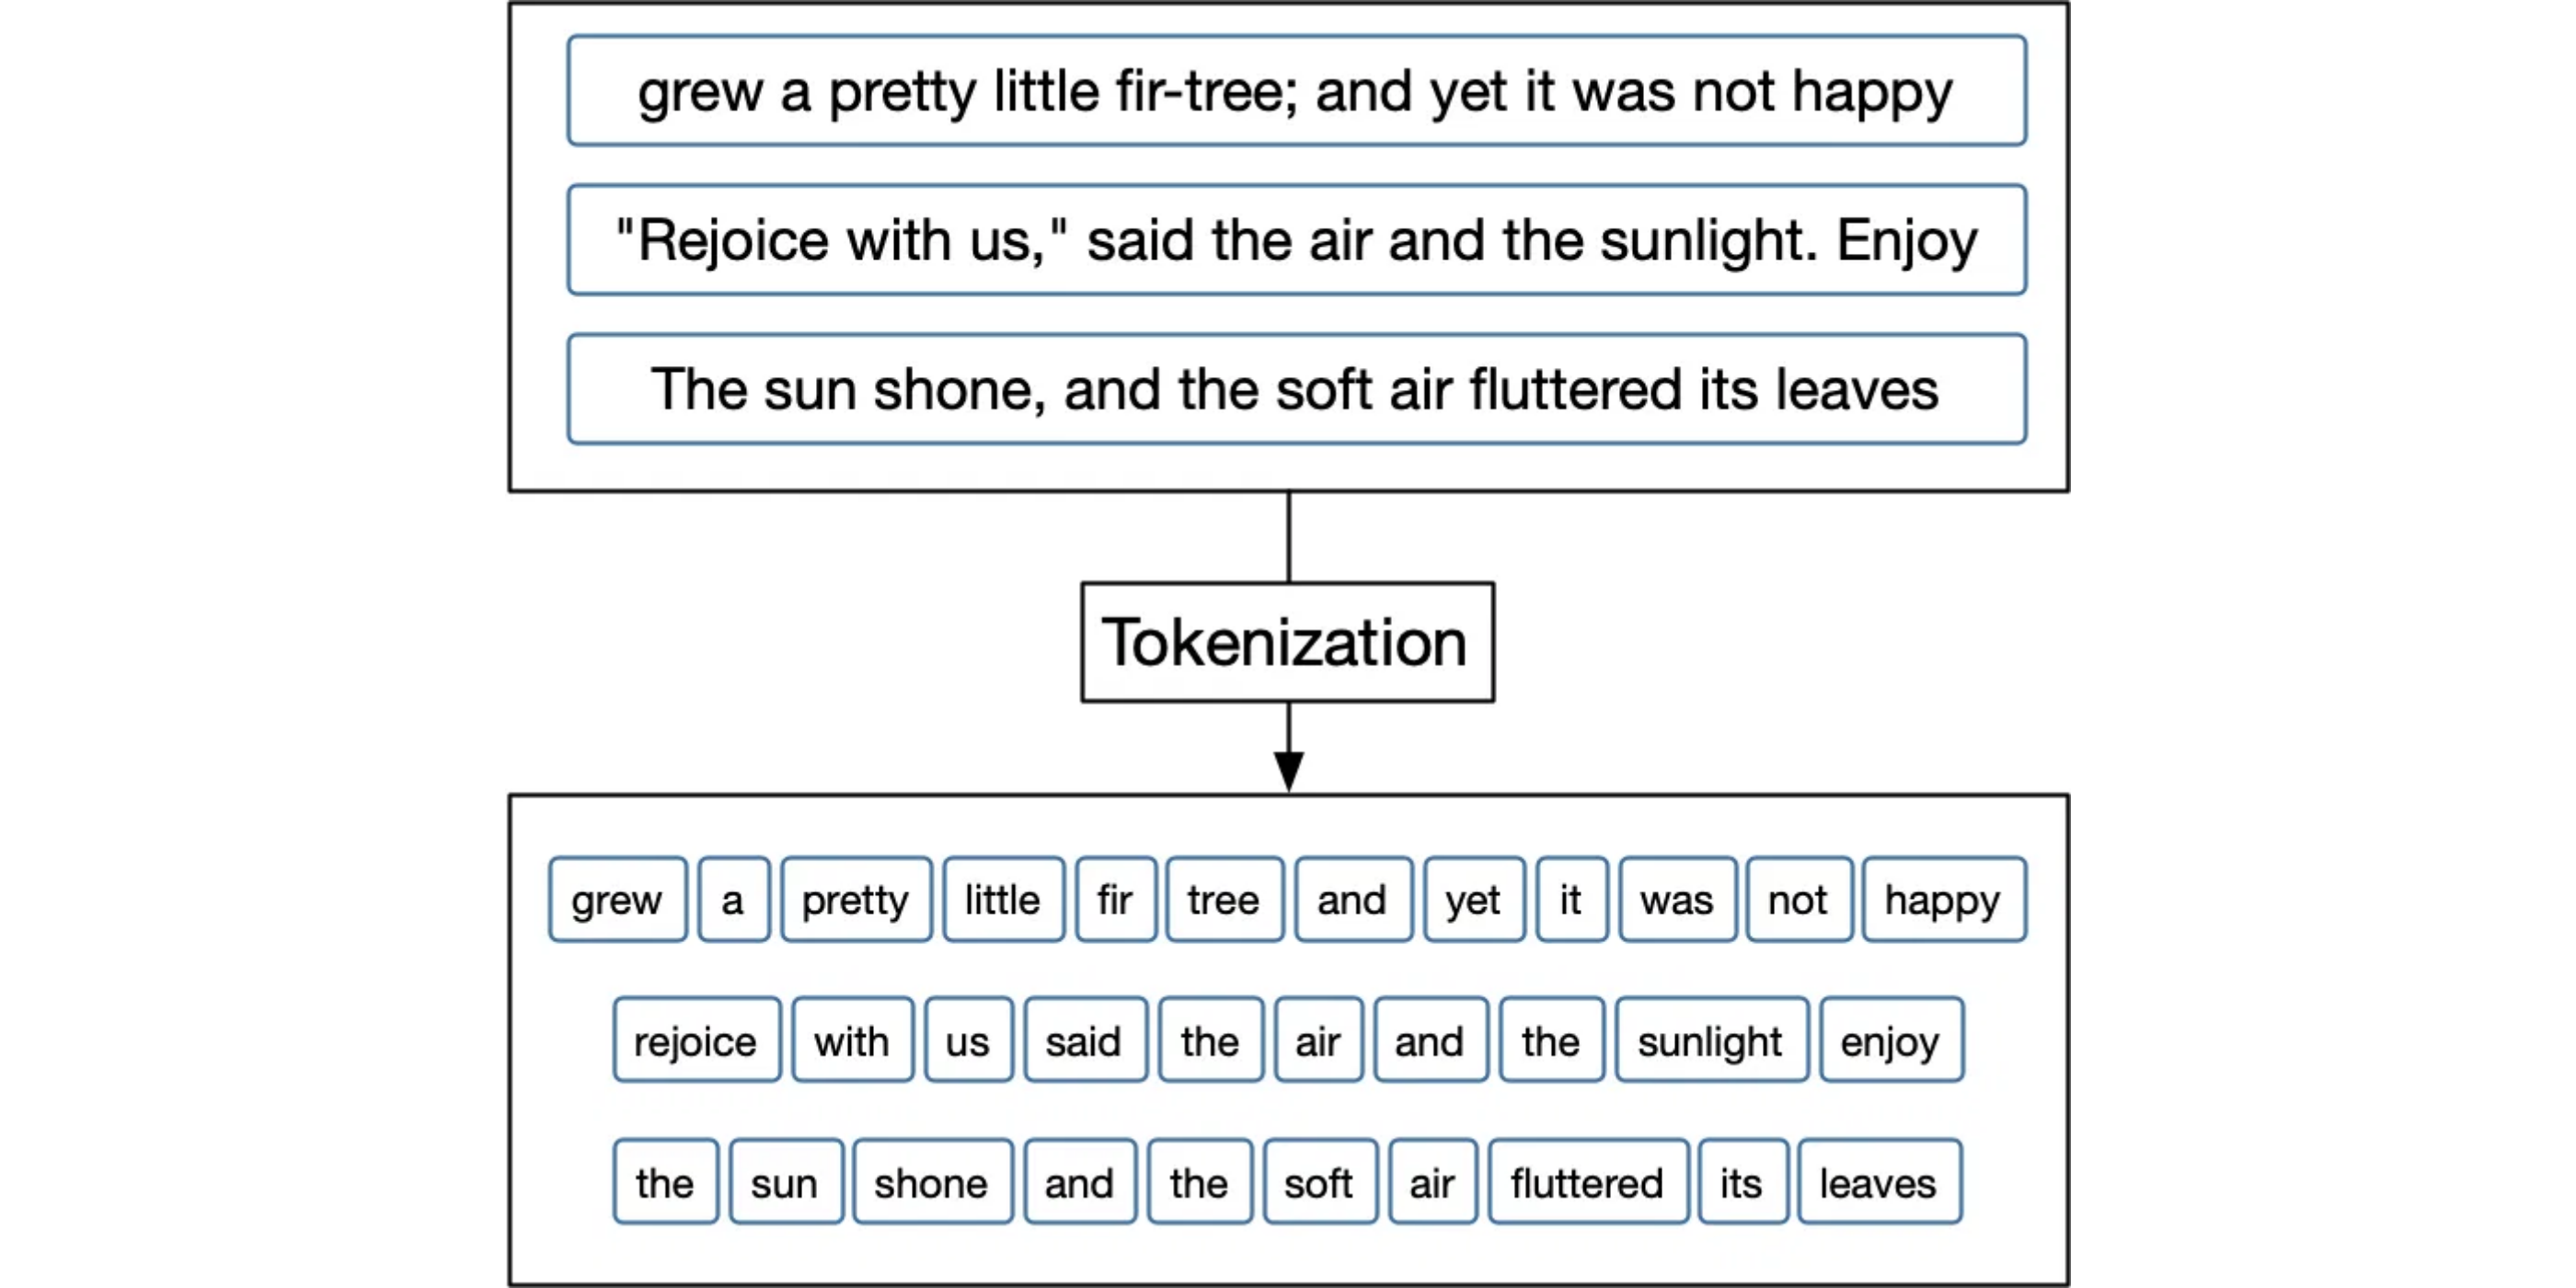 grew a pretty little fir-tree; and yet it was not happy
"Rejoice with us," said the air and the sunlight. Enjoy
The sun shone, and the soft air fluttered its leaves
Tokenization
grew a pretty little fir tree and yet it was not happy
rejoice with us said the air and the sunlight enjoy
the sun shone and the soft air fluttered its leaves